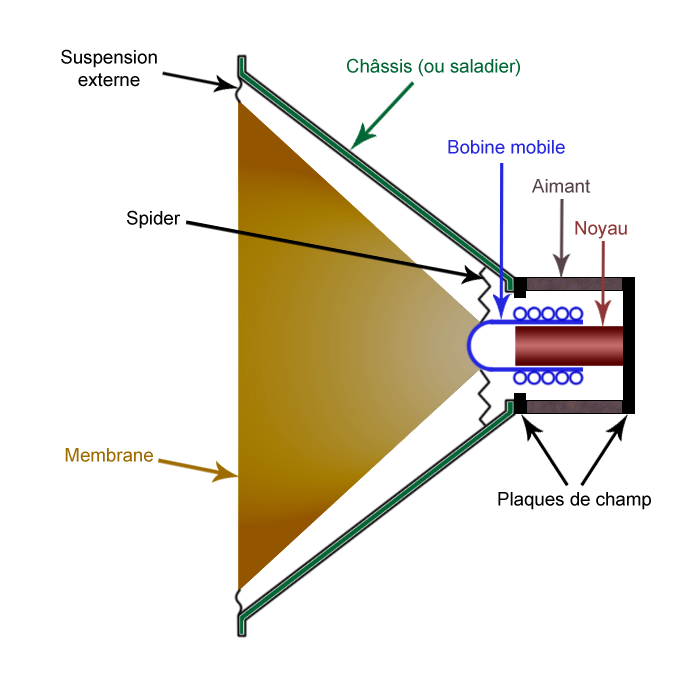 Suspension
externe
Châssis (ou saladier)
Bobine mobile
Aimant
Noyau
Spider
Membrane
Plaques de champ